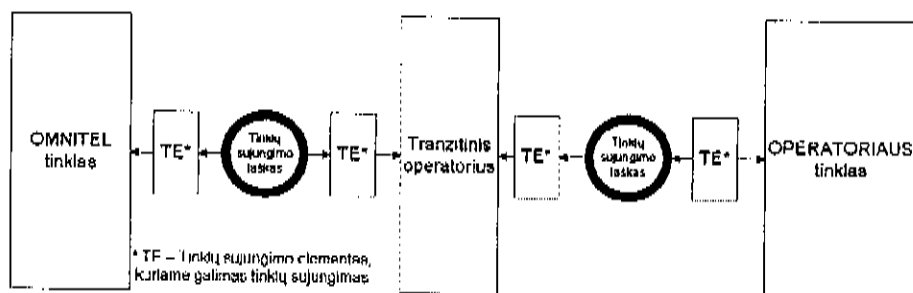 OMNITEL
tinklas
TE*
Tinklų
sujungimo
taškas
TE*
Tranzitinis
operatorius
TE*
Tinklų
sujungimo
taškas
TE*
OPERATORIAUS
tinklas
* TE – Tinklų sujungimo elementas,
kuriame galimas tinklų sujungimas